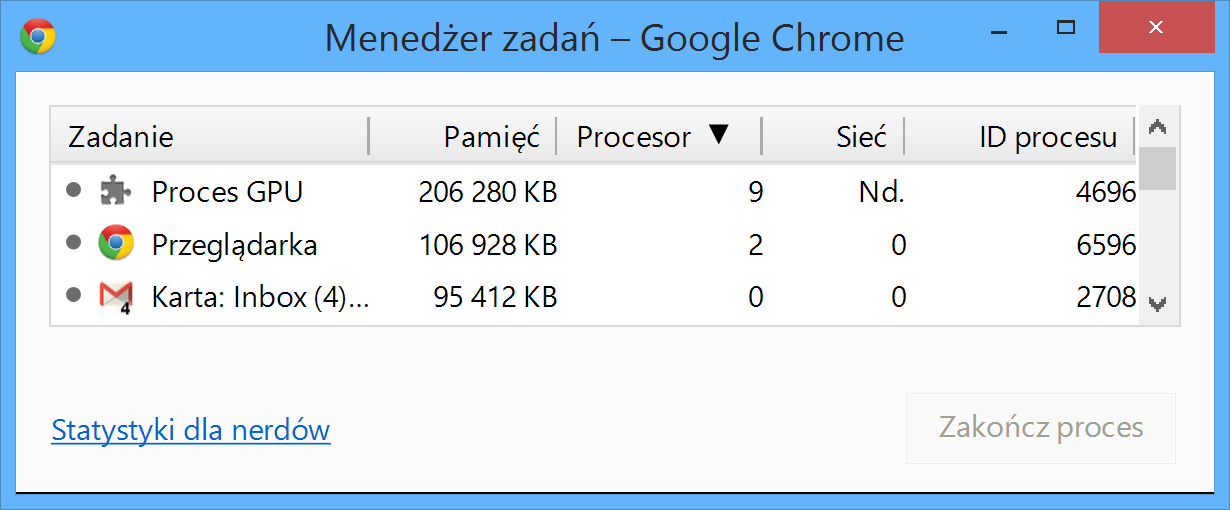 Menedżer zadań – Google Chrome
Zadanie Pamięć Procesor ▼ Sieć ID procesu
Proces GPU 206 280 KB 9 Nd. 4696
Przeglądarka 106 928 KB 2 0 6596
4 Karta: Inbox (4)... 95 412 KB 0 0 2708
Statystyki dla nerdów Zakończ proces